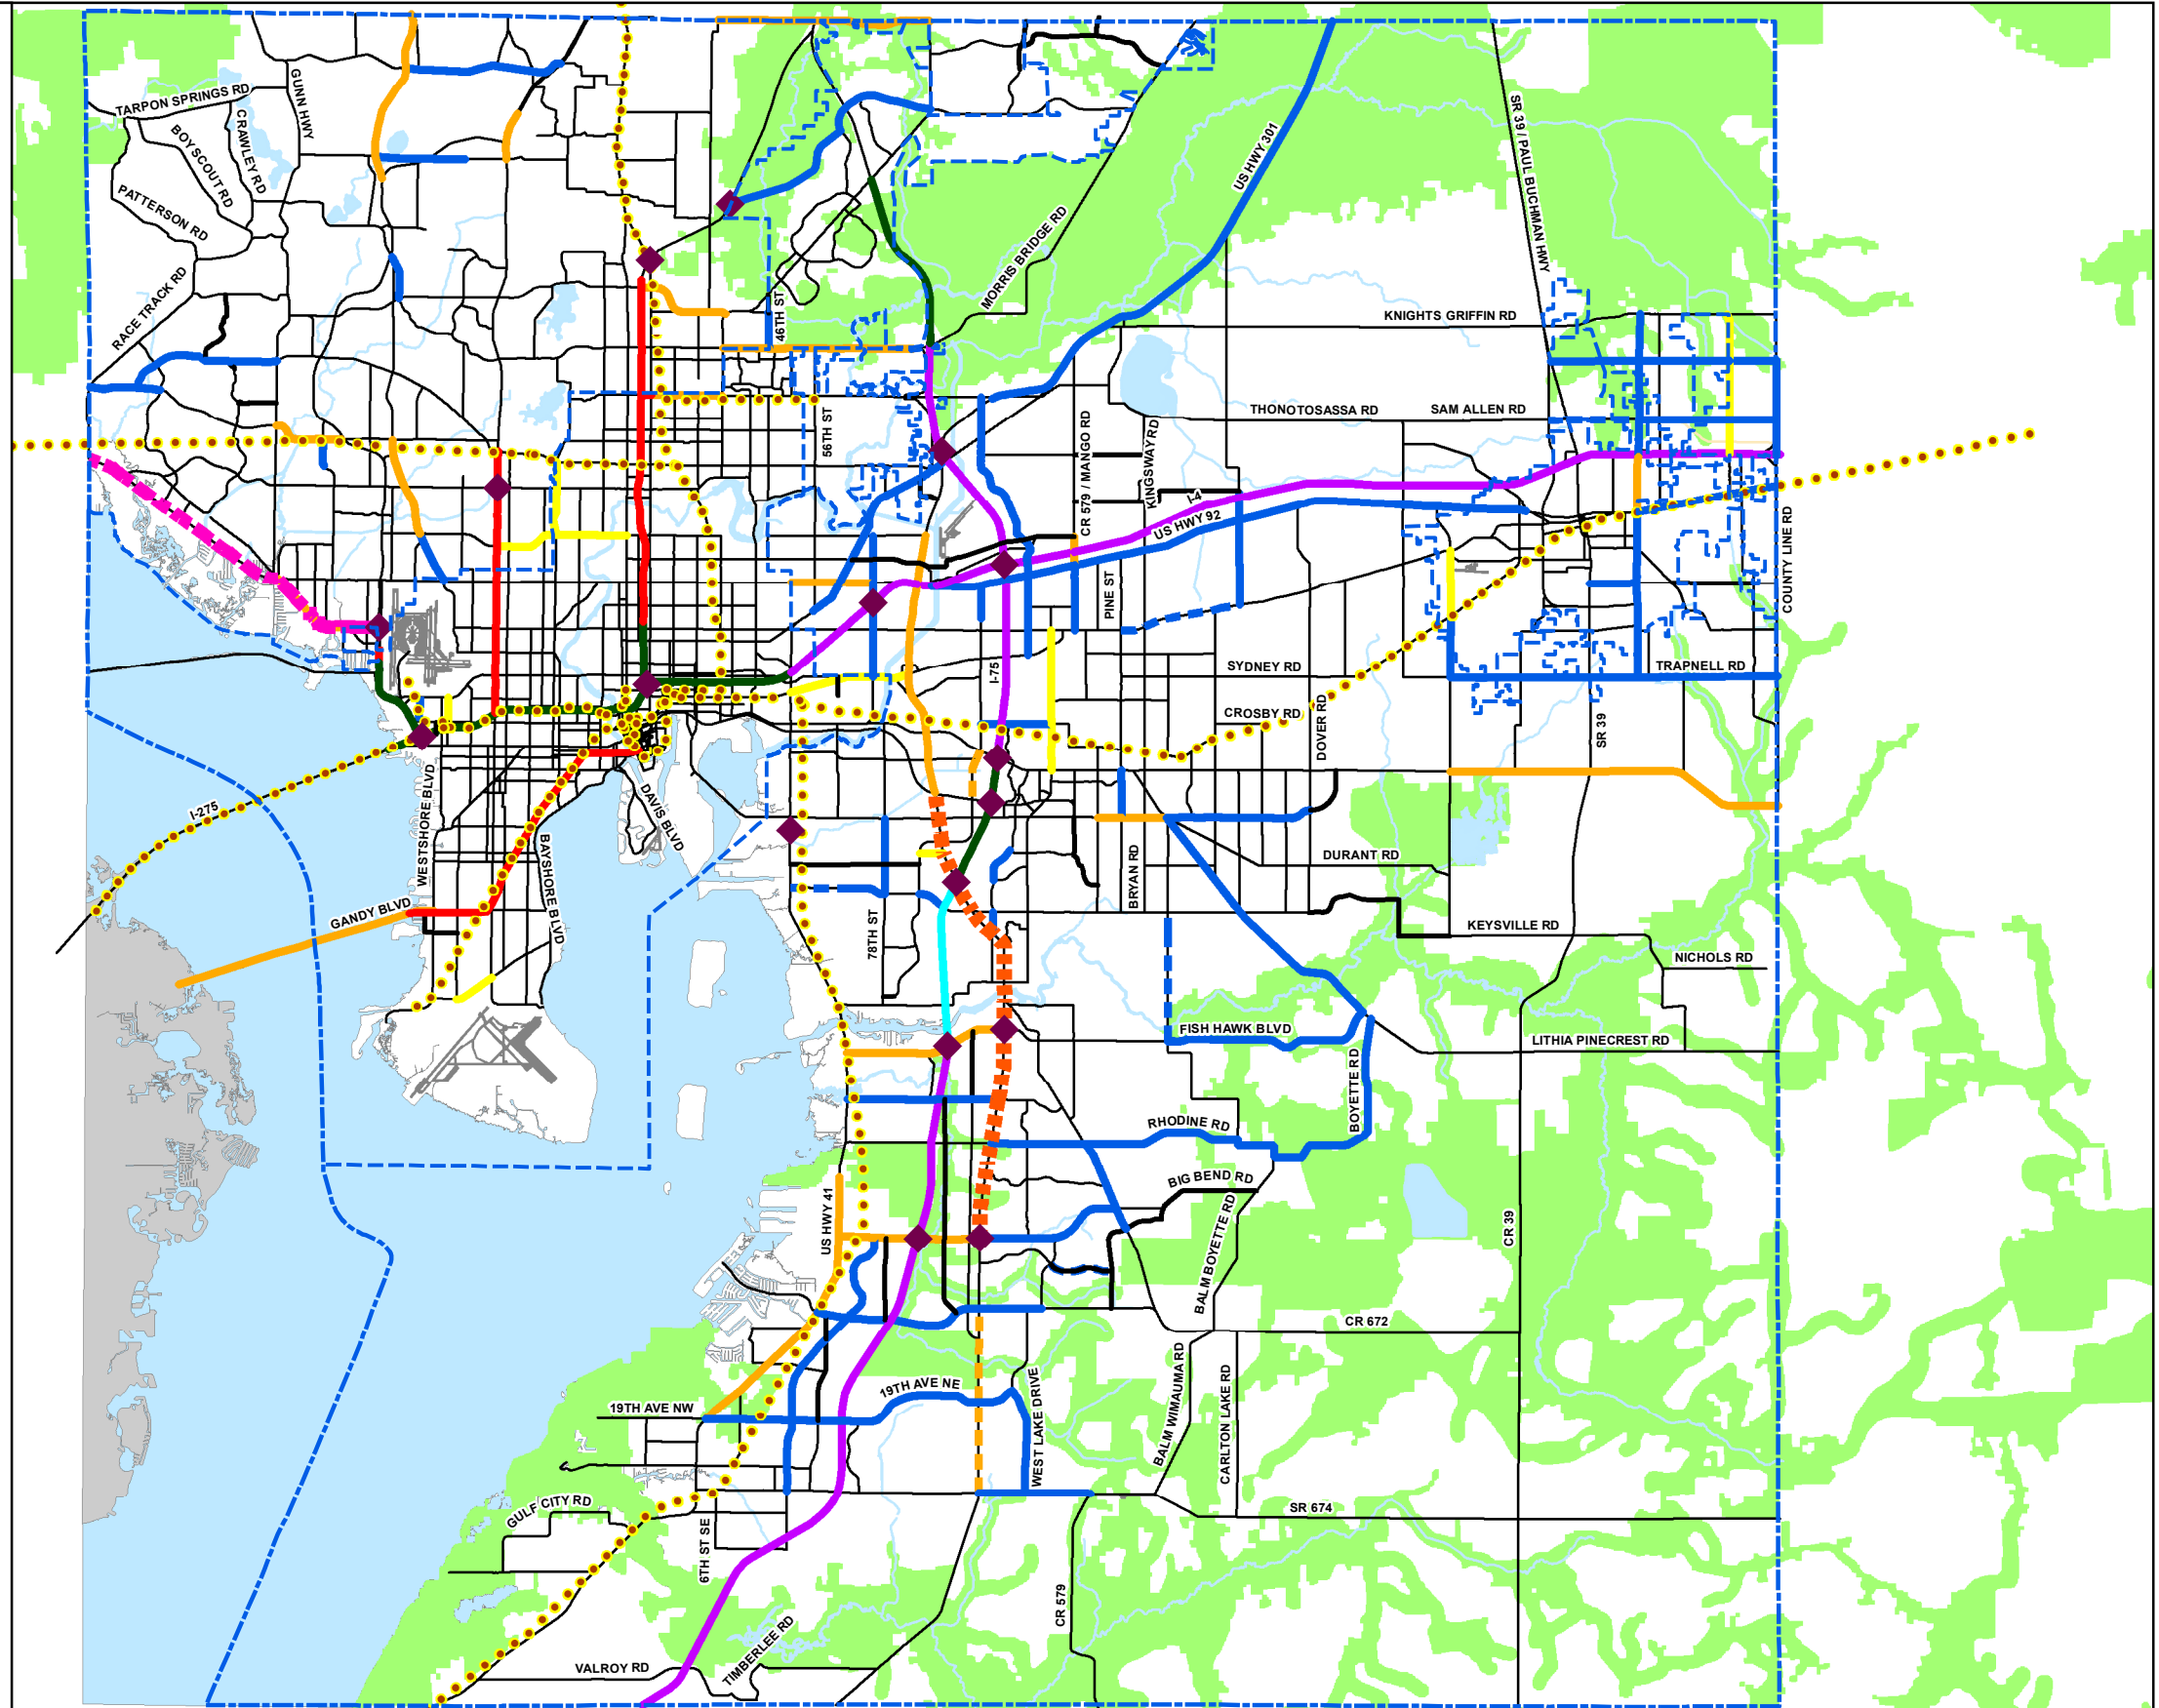 TARPON SPRINGS RD
GUNN HWY
BOYSCOUT RD
CRAWLEY RD
PATTERSON RD
RACE TRACK RD
46TH ST
MORRIS BRIDGE RD
US HWY 301
SR 39 / PAUL BUCHMAN HWY
KNIGHTS GRIFFIN RD
THONOTOSASSA RD
SAM ALLEN RD
56TH ST
CR 579 / MANGO RD
KINGSWAY RD
I-4
US HWY 92
COUNTY LINE RD
PINE ST
I-75
SYDNEY RD
TRAPNELL RD
CROSBY RD
DOVER RD
SR 39
I-275
WESTSHORE BLVD
DAVIS BLVD
BAYSHORE BLVD
GANDY BLVD
DURANT RD
BRYAN RD
78TH ST
KEYSVILLE RD
NICHOLS RD
FISH HAWK BLVD
LITHIA PINECREST RD
BOYETTE RD
RHODINE RD
BIG BEND RD
BALM BOYETTE RD
US HWY 41
CR 39
CR 672
19TH AVE NE
19TH AVE NW
WEST LAKE DRIVE
BALM WIMAUMA RD
CARLTON LAKE RD
GULF CITY RD
SR 674
6TH ST SE
CR 579
TIMBERLEE RD
VALROY RD